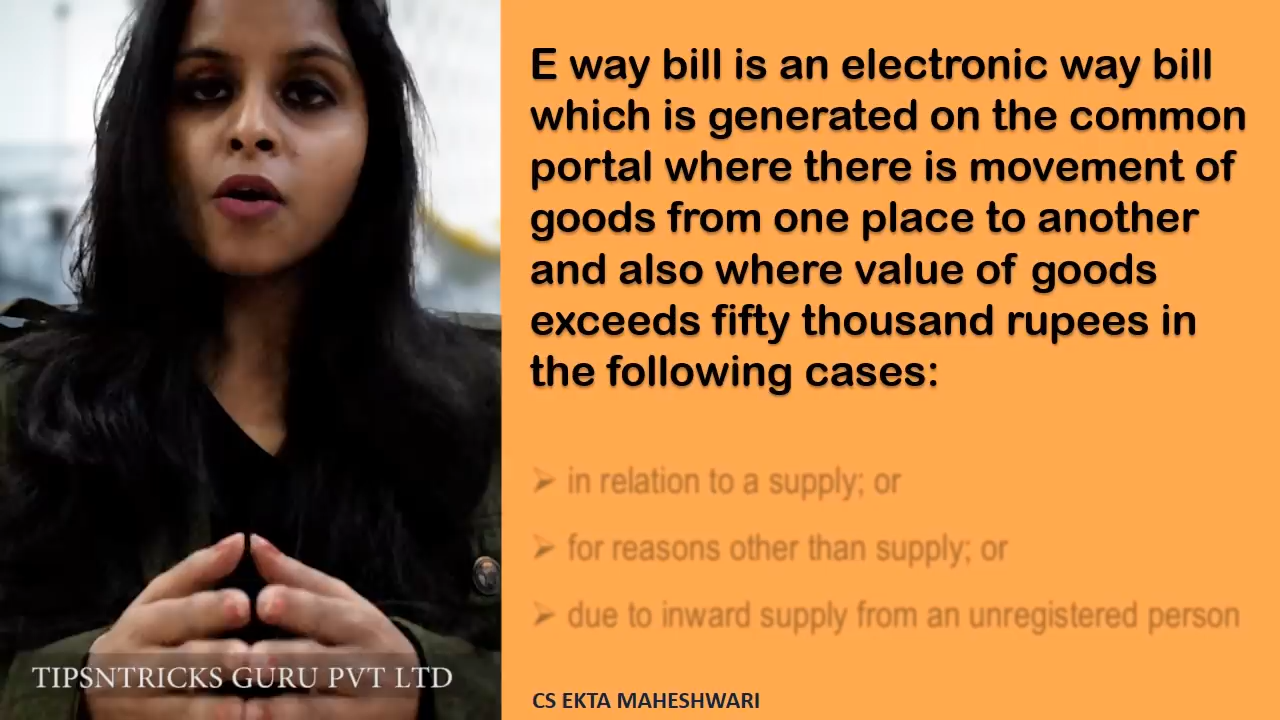 E way bill is an electronic way bill
which is generated on the common
portal where there is movement of
goods from one place to another
and also where value of goods
exceeds fifty thousand rupees in
the following cases:
➢ in relation to a supply; or
➢ for reasons other than supply; or
➢ due to inward supply from an unregistered person
TIPSNTRICKS GURU PVT LTD
CS EKTA MAHESHWARI